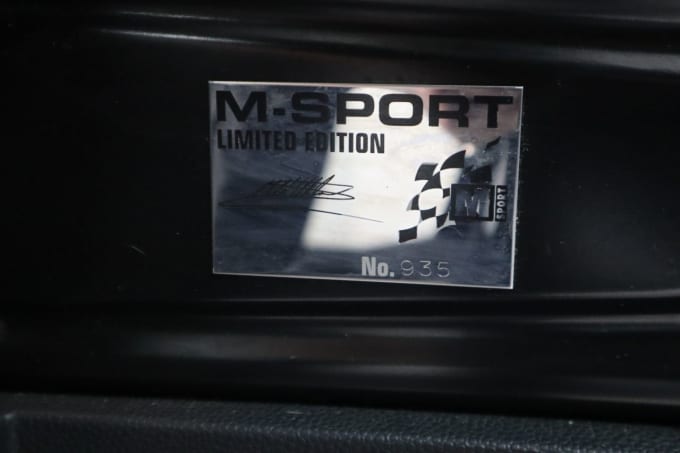 M-SPORT
LIMITED EDITION
M SPORT
No. 935